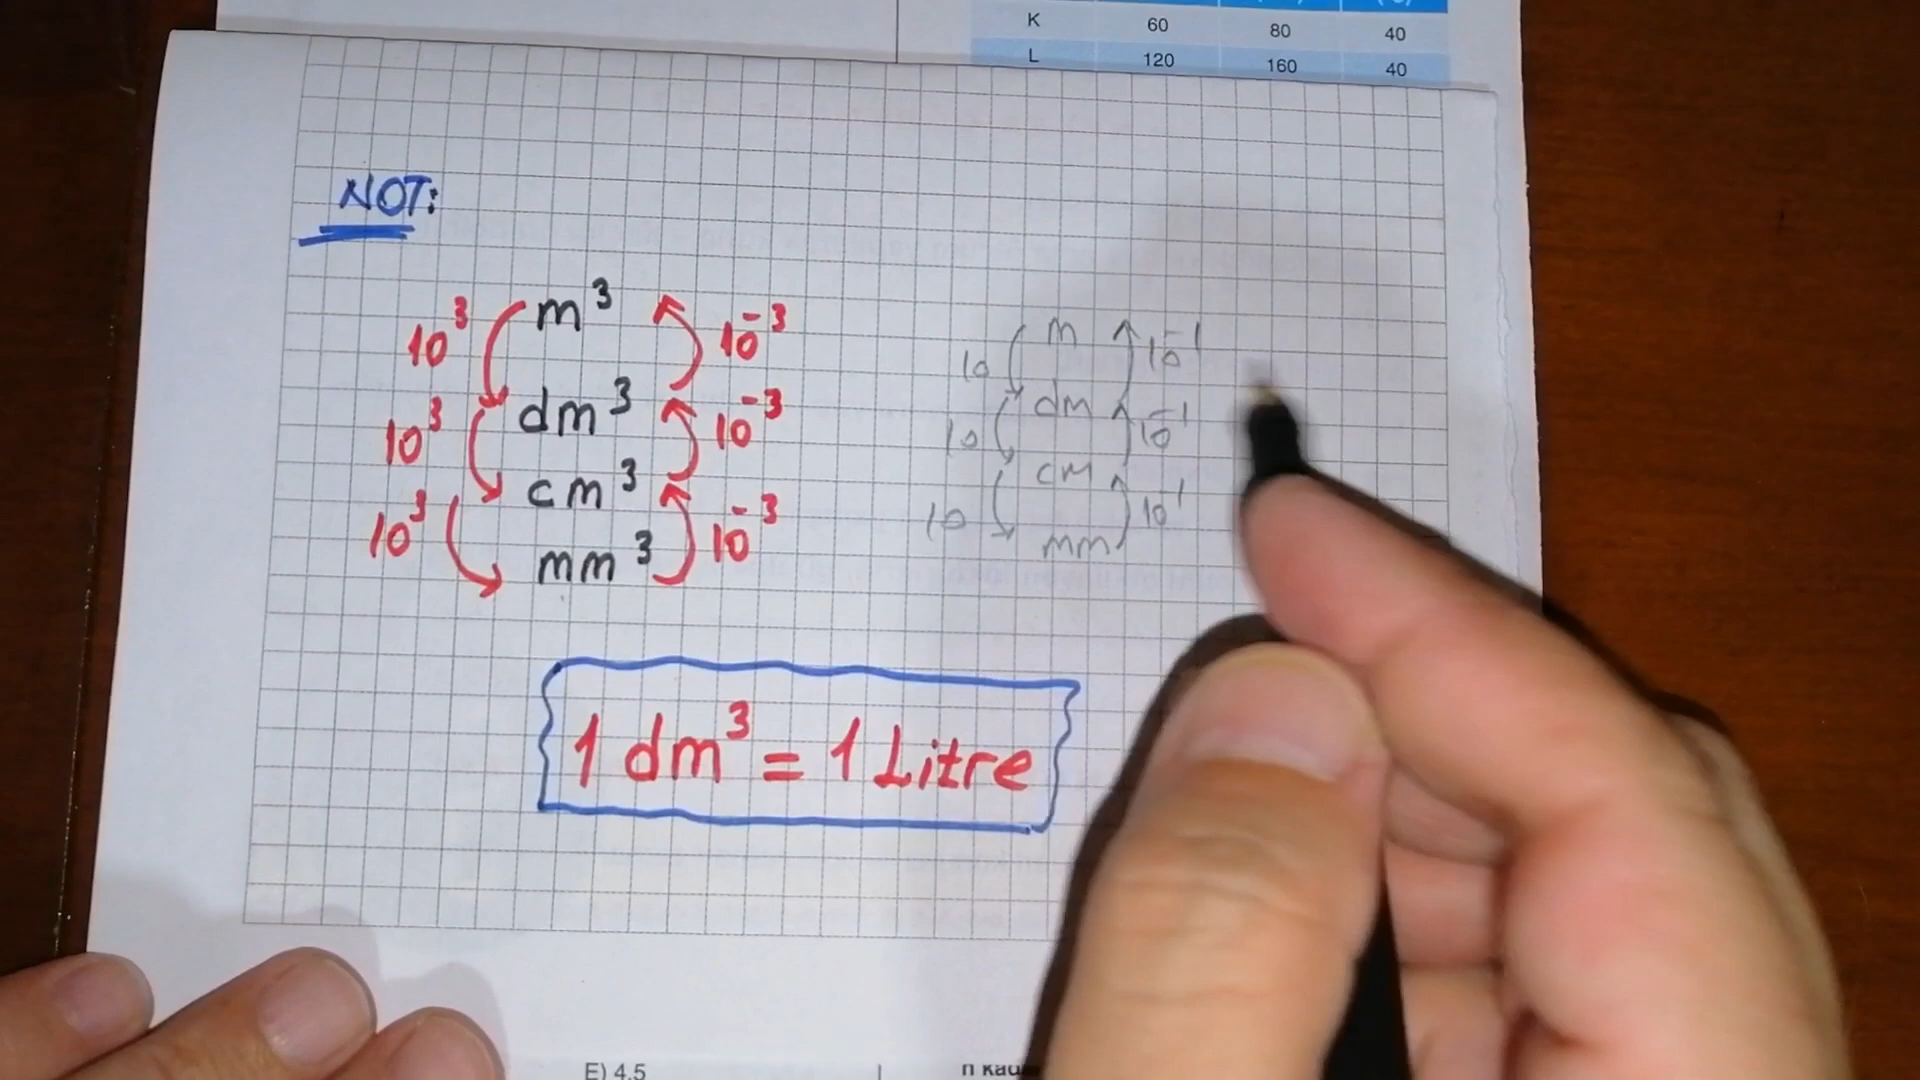 K 60 80 40
L 120 160 40
NOT:
m³
10³ 10⁻³
dm³
10³ 10⁻³
cm³
10³ 10⁻³
mm³
m
10 10⁻¹
dm
10 10⁻¹
cm
10 10⁻¹
mm
1 dm³ = 1 Litre
E) 4,5